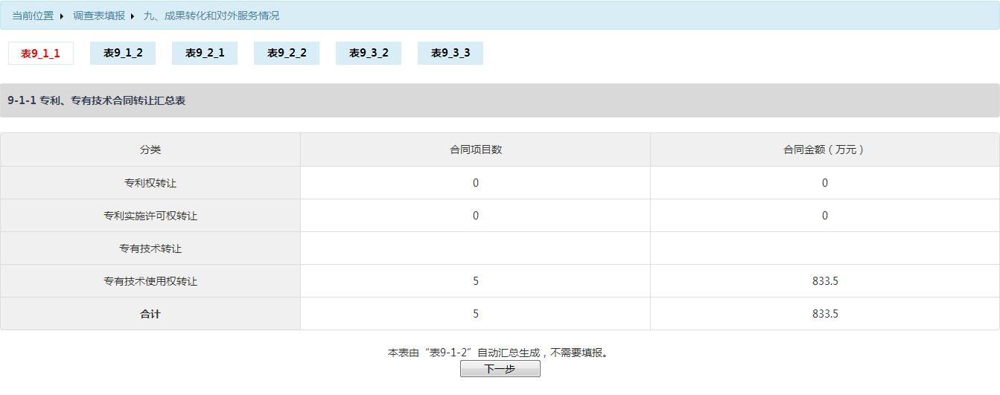 当前位置 调查表填报 九、成果转化和对外服务情况
表9_1_1 表9_1_2 表9_2_1 表9_2_2 表9_3_2 表9_3_3
9-1-1 专利、专有技术合同转让汇总表
分类 合同项目数 合同金额（万元）
专利权转让 0 0
专利实施许可权转让 0 0
专有技术转让
专有技术使用权转让 5 833.5
合计 5 833.5
本表由“表9-1-2”自动汇总生成，不需要填报。
下一步